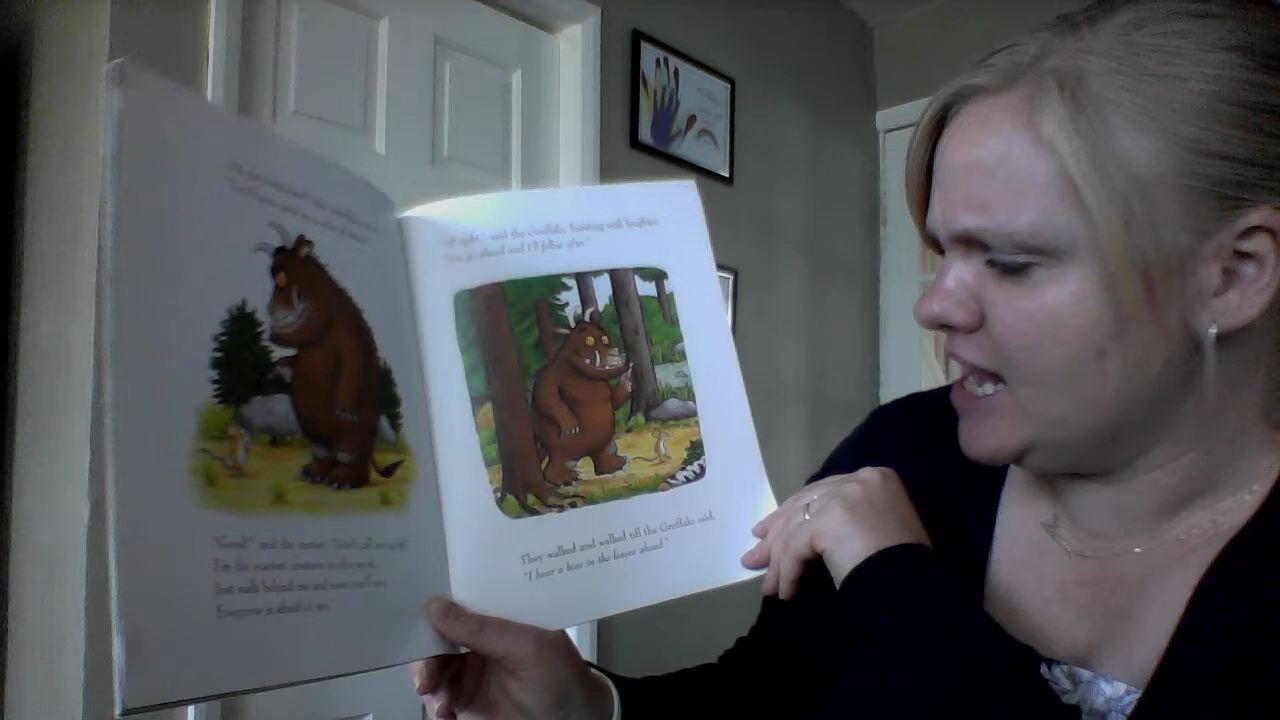 "Good?" said the mouse. "Don't call me good!
I'm the scariest creature in this wood.
Just walk behind me and soon you'll see,
Everyone is afraid of me."
said the Gruffalo, bursting with laughter.
"You go ahead and I'll follow after."
They walked and walked till the Gruffalo said,
"I hear a hiss in the leaves ahead."